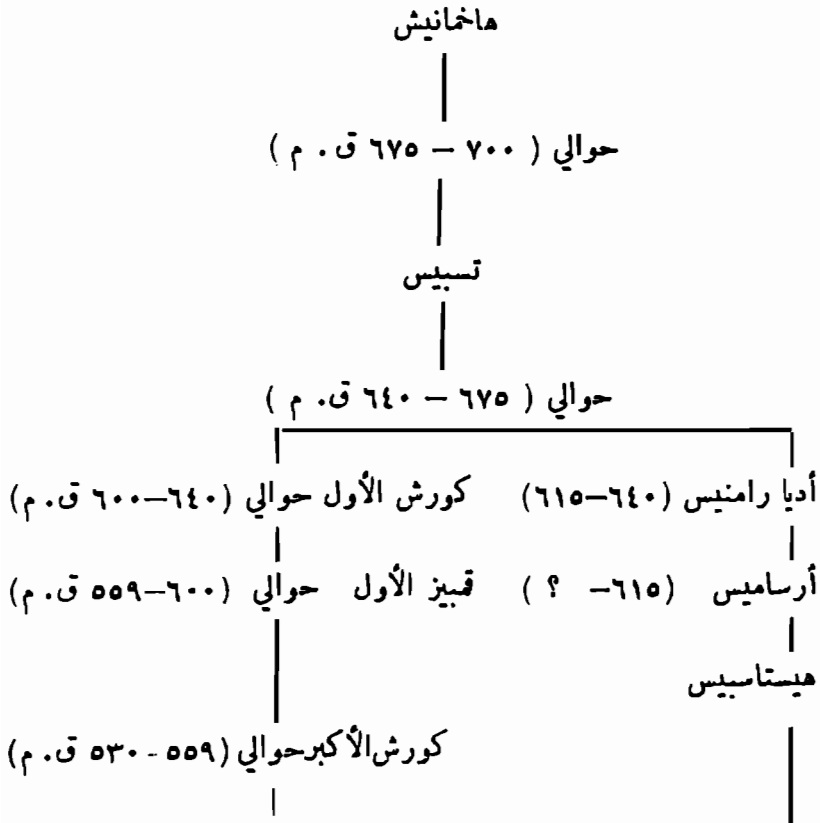 هاخمانيش
حوالي ( ٧٠٠ – ٦٧٥ ق . م )
تسبيس
حوالي ( ٦٧٥ – ٦٤٠ ق. م )
أديا رامنيس (٦٤٠–٦١٥) كورش الأول حوالي (٦٤٠–٦٠٠ ق. م)
أرساميس (٦١٥– ؟ ) قمبيز الأول حوالي (٦٠٠–٥٥٩ ق. م)
هيستاسبيس
كورش الأكبر حوالي (٥٥٩ - ٥٣٠ ق. م)